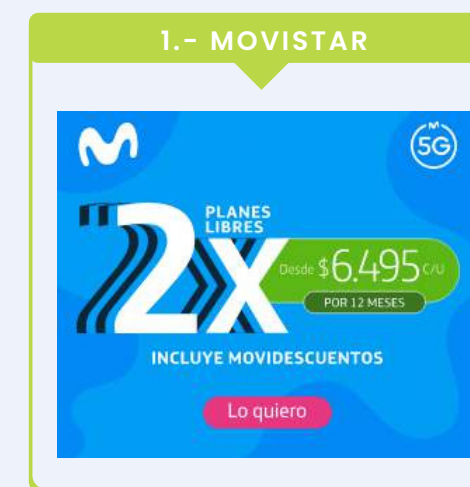 1.- MOVISTAR
5G
PLANES
LIBRES
2x
Desde $6.495 C/U
POR 12 MESES
INCLUYE MOVIDESCUENTOS
Lo quiero